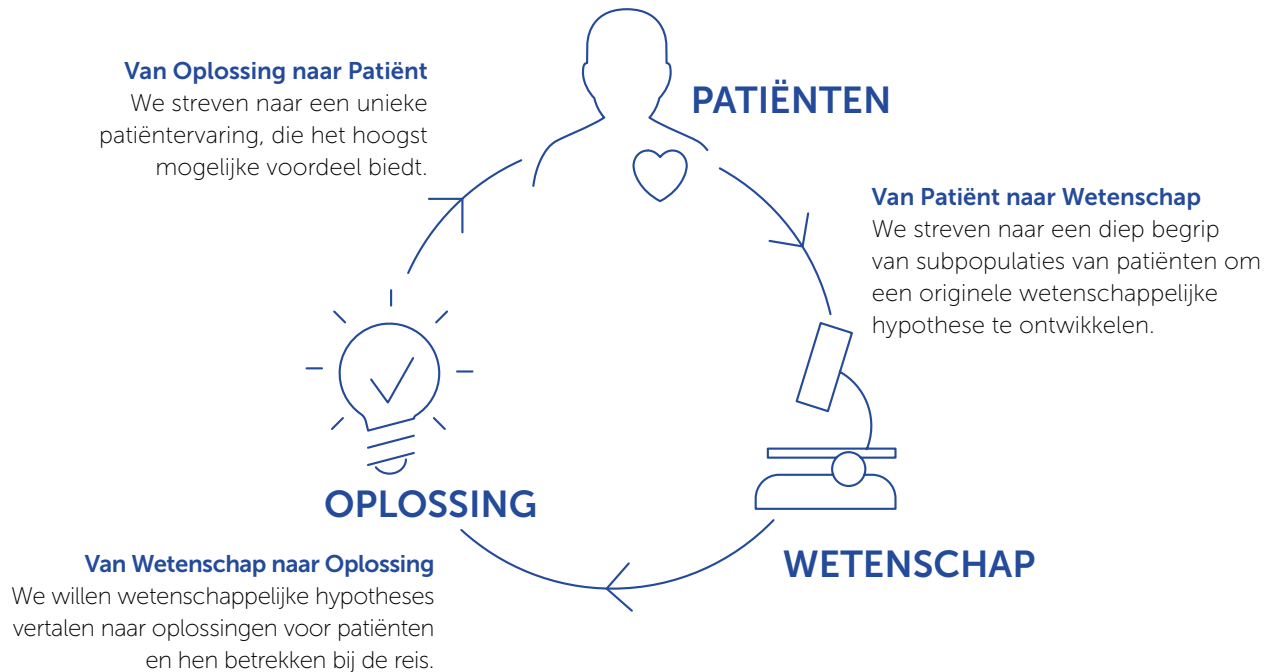 Van Oplossing naar Patiënt
We streven naar een unieke
patiëntervaring, die het hoogst
mogelijke voordeel biedt.
PATIËNTEN
Van Patiënt naar Wetenschap
We streven naar een diep begrip
van subpopulaties van patiënten om
een originele wetenschappelijke
hypothese te ontwikkelen.
OPLOSSING
WETENSCHAP
Van Wetenschap naar Oplossing
We willen wetenschappelijke hypotheses
vertalen naar oplossingen voor patiënten
en hen betrekken bij de reis.